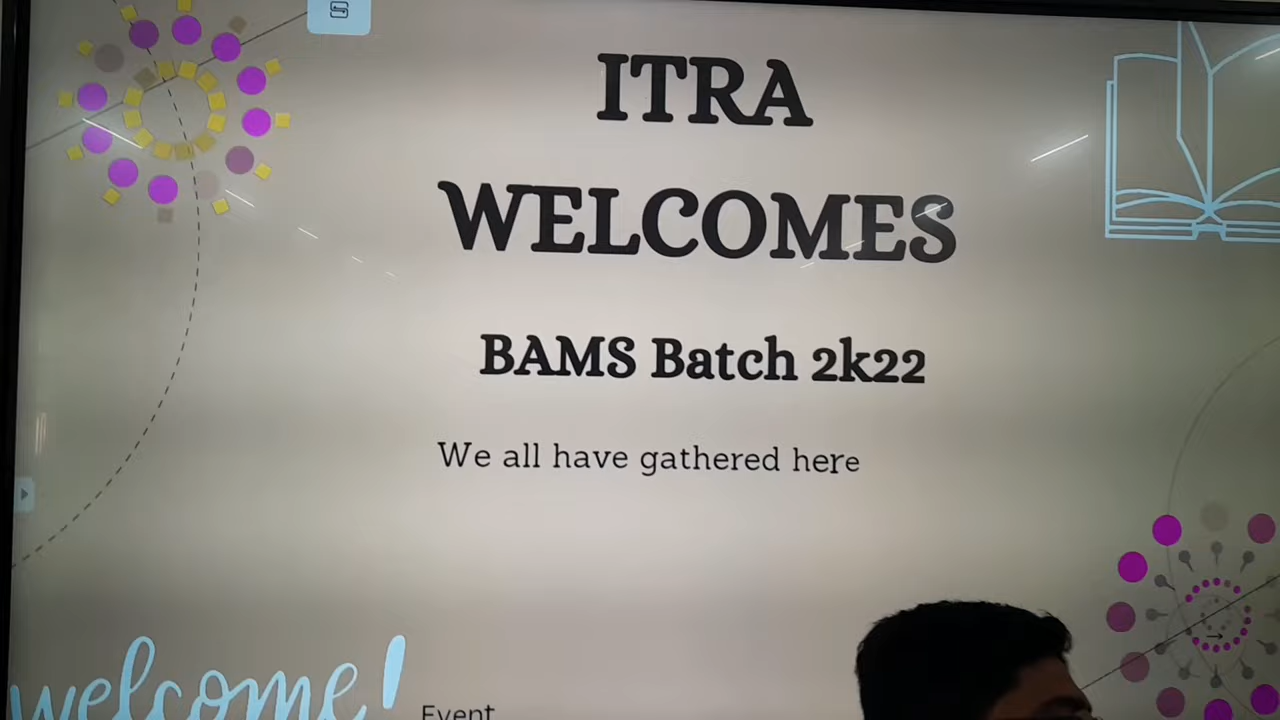 ITRA
WELCOMES
BAMS Batch 2k22
We all have gathered here
welcome!
Event